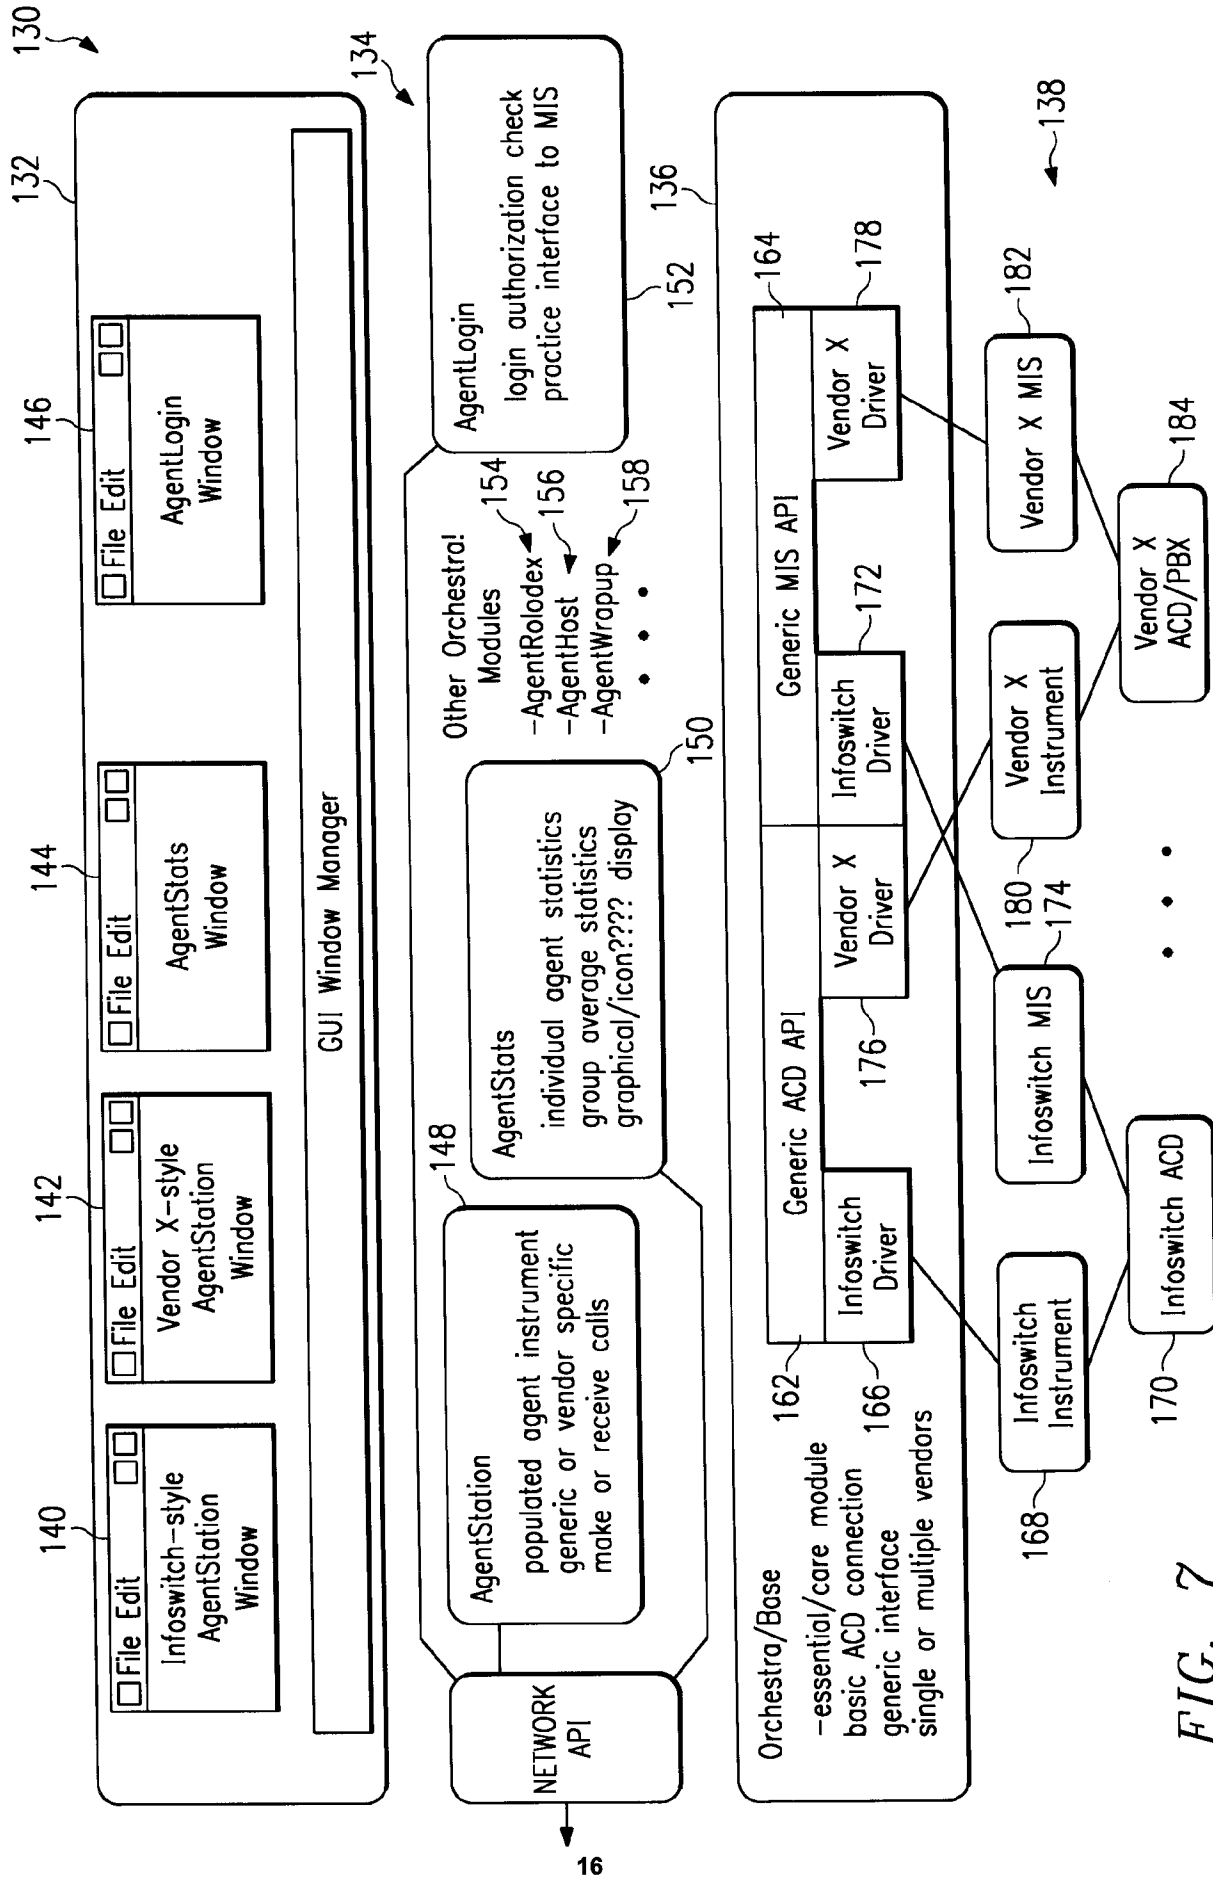 130
132
140
File Edit
Infoswitch-style
AgentStation
Window
142
File Edit
Vendor X-style
AgentStation
Window
144
File Edit
AgentStats
Window
146
File Edit
AgentLogin
Window
GUI Window Manager
134
NETWORK
API
16
148
AgentStation
populated agent instrument
generic or vendor specific
make or receive calls
AgentStats
individual agent statistics
group average statistics
graphical/icon???? display
150
Other Orchestra!
Modules
-AgentRolodex
154
-AgentHost
156
-AgentWrapup
158
AgentLogin
login authorization check
practice interface to MIS
152
136
Orchestra/Base
-essential/care module
basic ACD connection
generic interface
single or multiple vendors
162
Generic ACD API
Generic MIS API
164
166
Infoswitch
Driver
176
Vendor X
Driver
Infoswitch
Driver
172
Vendor X
Driver
178
138
168
Infoswitch
Instrument
Infoswitch MIS
174
180
Vendor X
Instrument
Vendor X MIS
182
170
Infoswitch ACD
Vendor X
ACD/PBX
184
FIG. 7